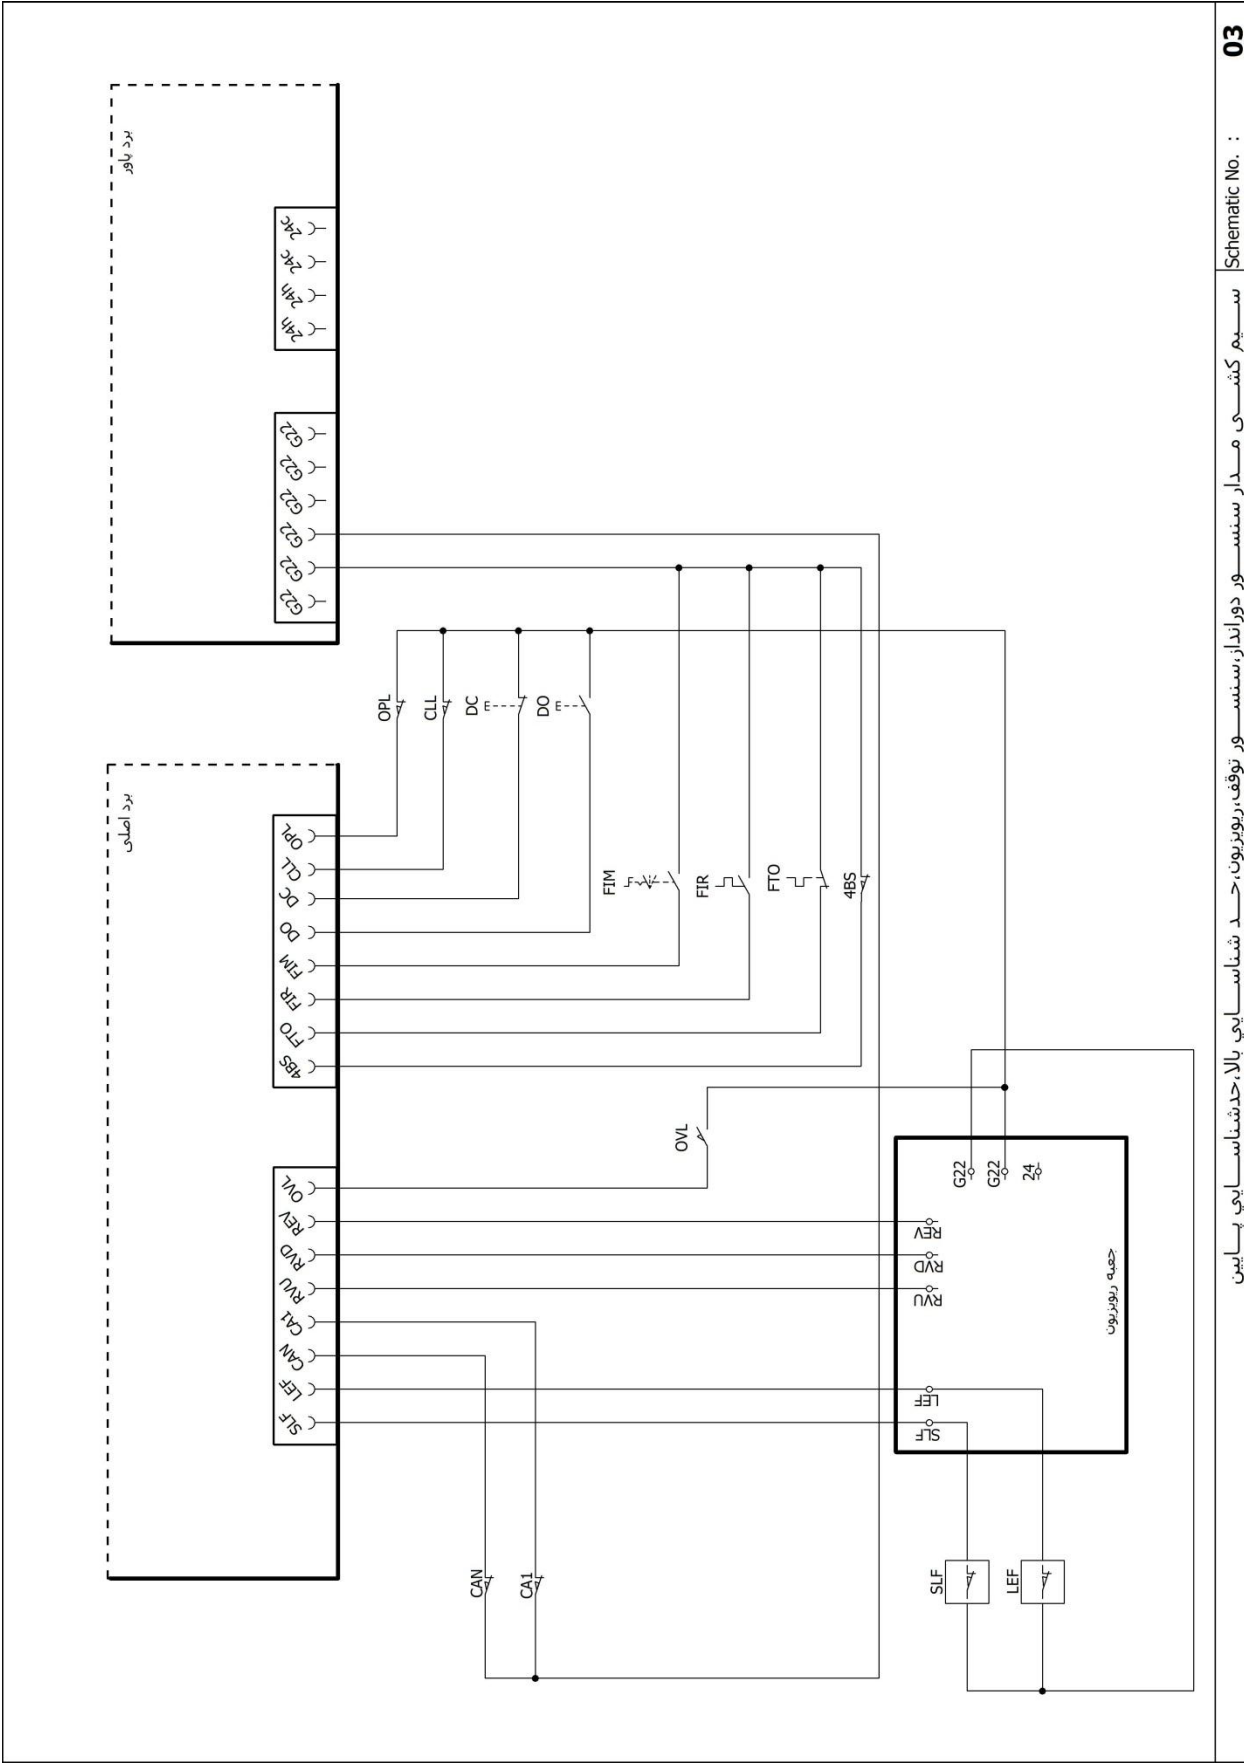 Schematic No. : 03
سیم کشی مدار سنسور دورانداز،سنسور توقف،ریویزیون،حد شناسایی بالا،حدشناسایی پایین
برد اصلی
برد پاور
SLF
LEF
CAN
CA1
RVU
RVD
REV
OVL
4BS
FTO
FIR
FIM
DO
DC
CLL
OPL
G22
G22
G22
G22
G22
G22
24h
24h
24c
24c
OPL
CLL
DC
DO
FIM
FIR
FTO
4BS
OVL
CAN
CA1
SLF
LEF
SLF
LEF
RVU
RVD
REV
G22
G22
24
جعبه ریویزیون